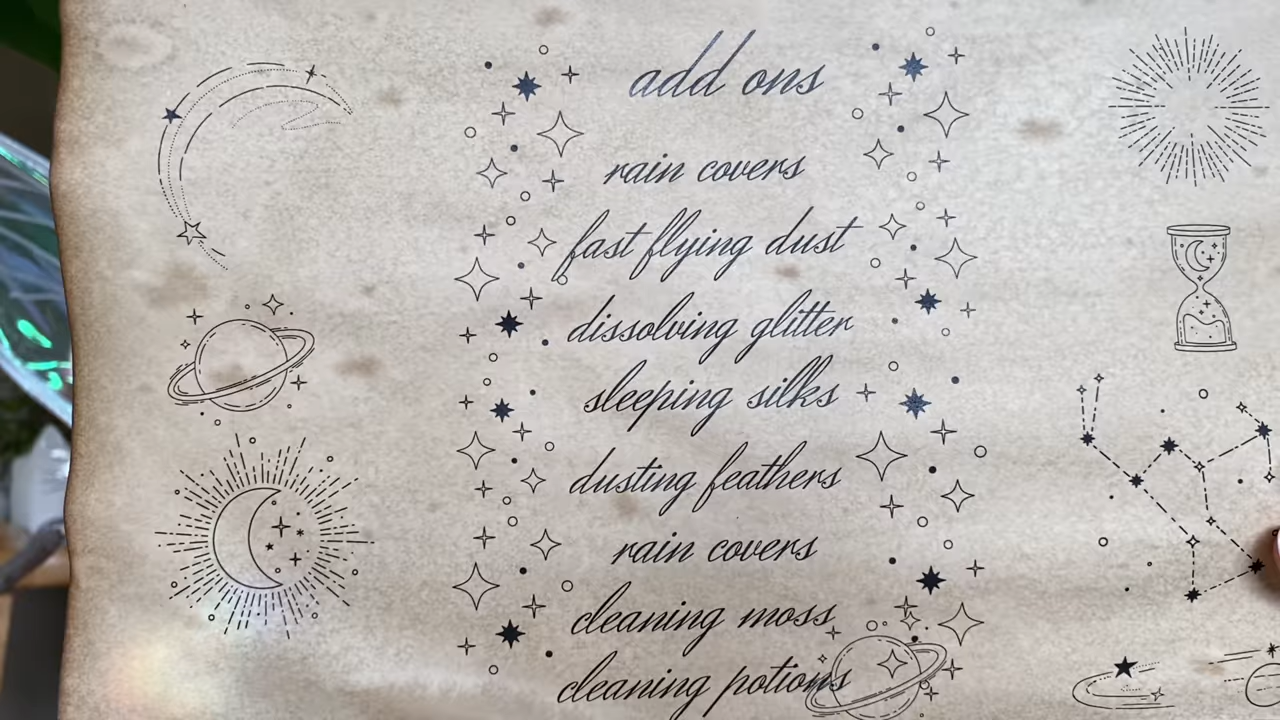 add ons
rain covers
fast flying dust
dissolving glitter
sleeping silks
dusting feathers
rain covers
cleaning moss
cleaning potions